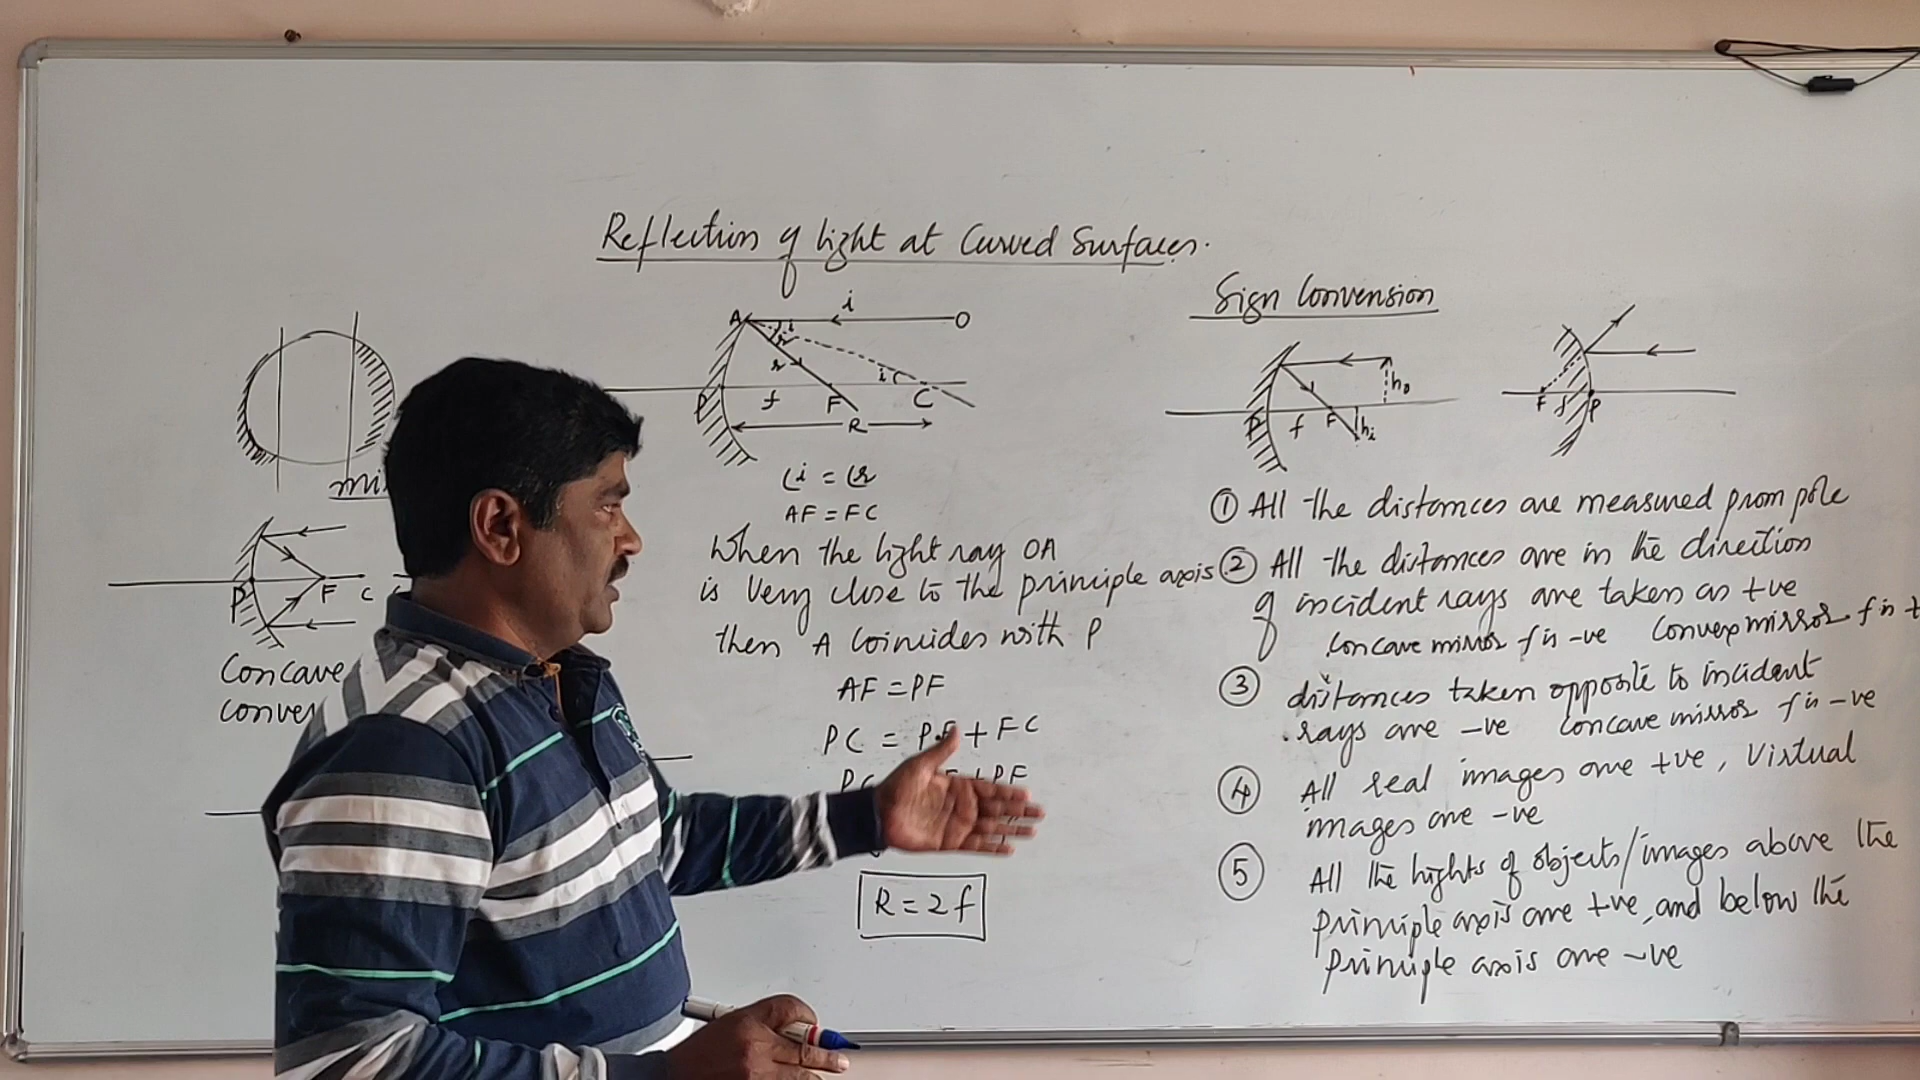 Reflection of light at Curved Surfaces.
mi
P
F
C
Concave
conver
A
i
O
i
r
r
i
P
f
F
C
R
∠i = ∠r
AF = FC
When the light ray OA
is very close to the principle axis
then A coincides with P
AF = PF
PC = PF + FC
PC
+ PF
R = 2f
Sign Convension
h₀
P
f
F
hᵢ
F
f
P
① All the distances are measured from pole
② All the distances are in the direction
of incident rays are taken as +ve
concave mirror f is -ve Convex mirror f is +
③ distances taken opposite to incident
rays are -ve concave mirror f is -ve
④ All real images are +ve, Virtual
images are -ve
⑤ All the hights of objects/images above the
principle axis are +ve, and below the
principle axis are -ve